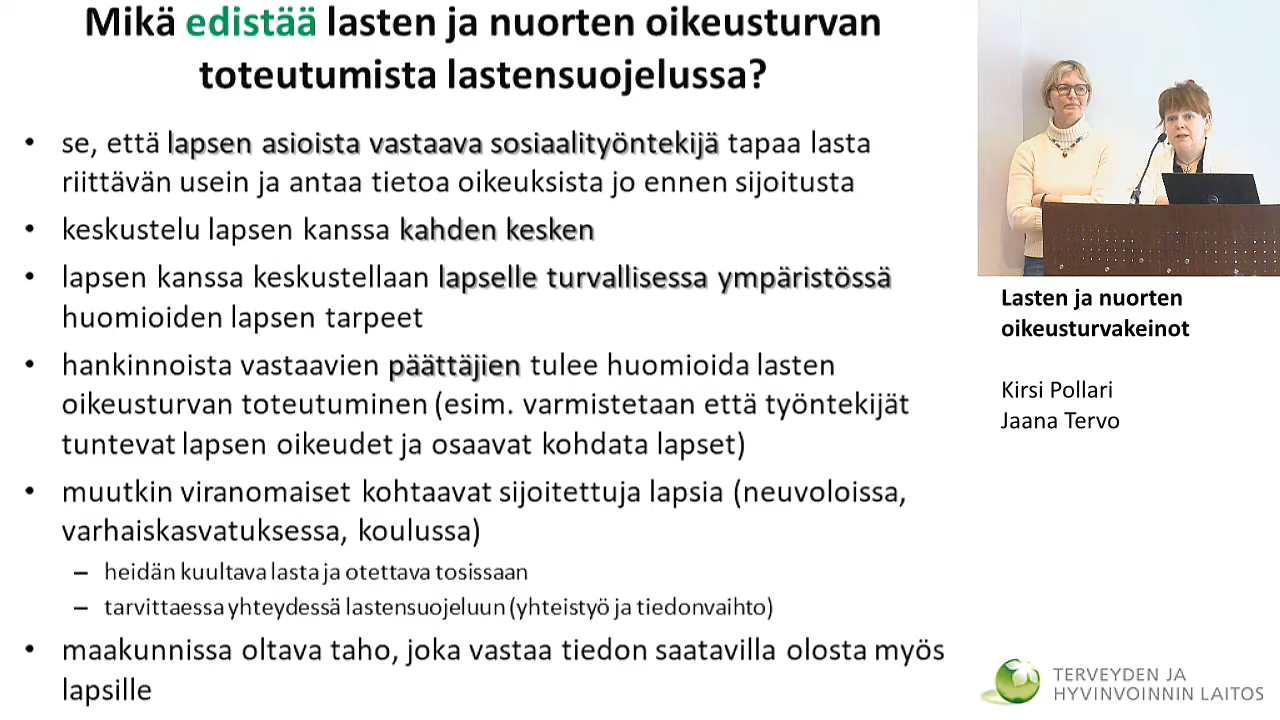 Mikä edistää lasten ja nuorten oikeusturvan
toteutumista lastensuojelussa?
• se, että lapsen asioista vastaava sosiaalityöntekijä tapaa lasta
riittävän usein ja antaa tietoa oikeuksista jo ennen sijoitusta
• keskustelu lapsen kanssa kahden kesken
• lapsen kanssa keskustellaan lapselle turvallisessa ympäristössä
huomioiden lapsen tarpeet
• hankinnoista vastaavien päättäjien tulee huomioida lasten
oikeusturvan toteutuminen (esim. varmistetaan että työntekijät
tuntevat lapsen oikeudet ja osaavat kohdata lapset)
• muutkin viranomaiset kohtaavat sijoitettuja lapsia (neuvoloissa,
varhaiskasvatuksessa, koulussa)
– heidän kuultava lasta ja otettava tosissaan
– tarvittaessa yhteydessä lastensuojeluun (yhteistyö ja tiedonvaihto)
• maakunnissa oltava taho, joka vastaa tiedon saatavilla olosta myös
lapsille
Lasten ja nuorten
oikeusturvakeinot
Kirsi Pollari
Jaana Tervo
TERVEYDEN JA
HYVINVOINNIN LAITOS